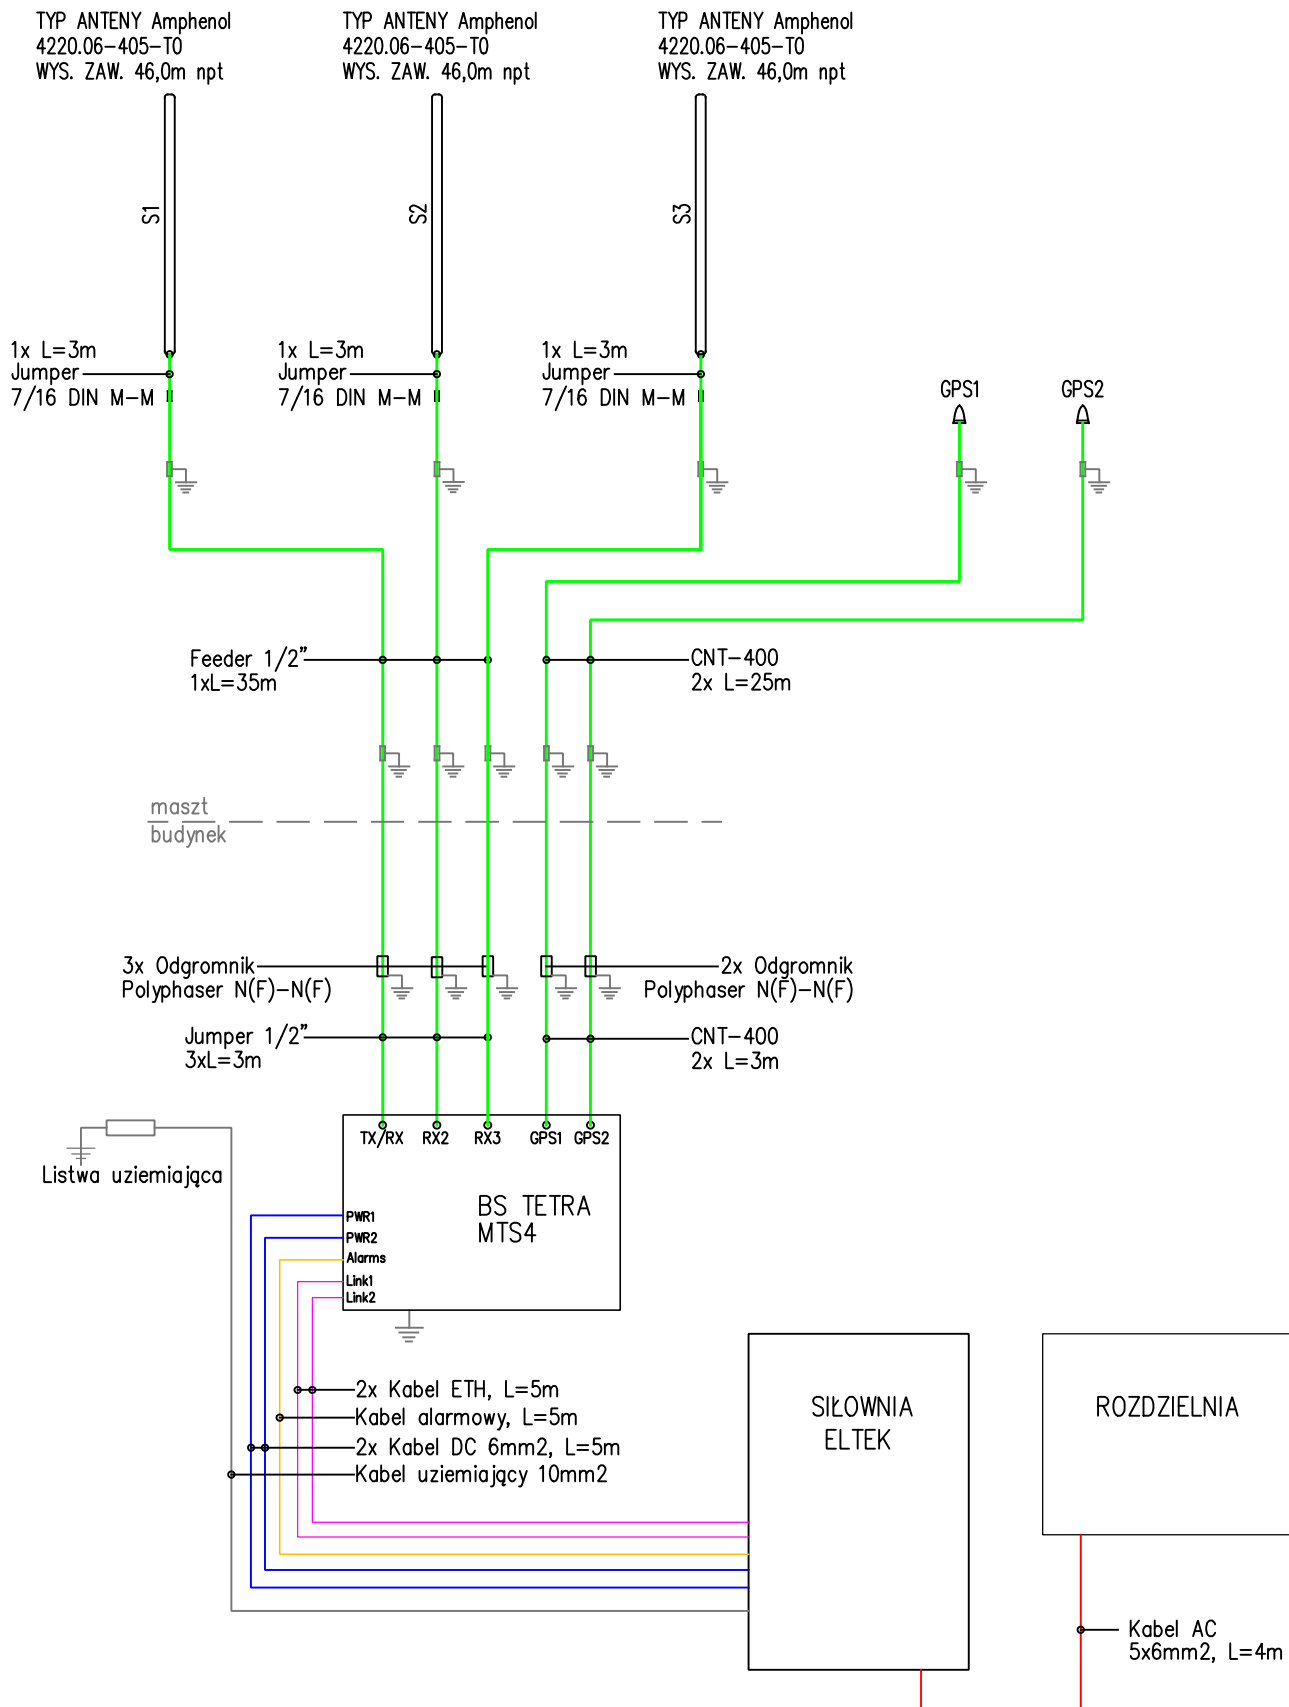 TYP ANTENY Amphenol
4220.06-405-T0
WYS. ZAW. 46,0m npt
TYP ANTENY Amphenol
4220.06-405-T0
WYS. ZAW. 46,0m npt
TYP ANTENY Amphenol
4220.06-405-T0
WYS. ZAW. 46,0m npt
S1
S2
S3
1x L=3m
Jumper
7/16 DIN M-M
1x L=3m
Jumper
7/16 DIN M-M
1x L=3m
Jumper
7/16 DIN M-M
GPS1
GPS2
Feeder 1/2”
1xL=35m
CNT-400
2x L=25m
maszt
budynek
3x Odgromnik
Polyphaser N(F)-N(F)
2x Odgromnik
Polyphaser N(F)-N(F)
Jumper 1/2”
3xL=3m
CNT-400
2x L=3m
TX/RX
RX2
RX3
GPS1
GPS2
Listwa uziemiająca
BS TETRA
MTS4
PWR1
PWR2
Alarms
Link1
Link2
2x Kabel ETH, L=5m
Kabel alarmowy, L=5m
2x Kabel DC 6mm2, L=5m
Kabel uziemiający 10mm2
SIŁOWNIA
ELTEK
ROZDZIELNIA
Kabel AC
5x6mm2, L=4m